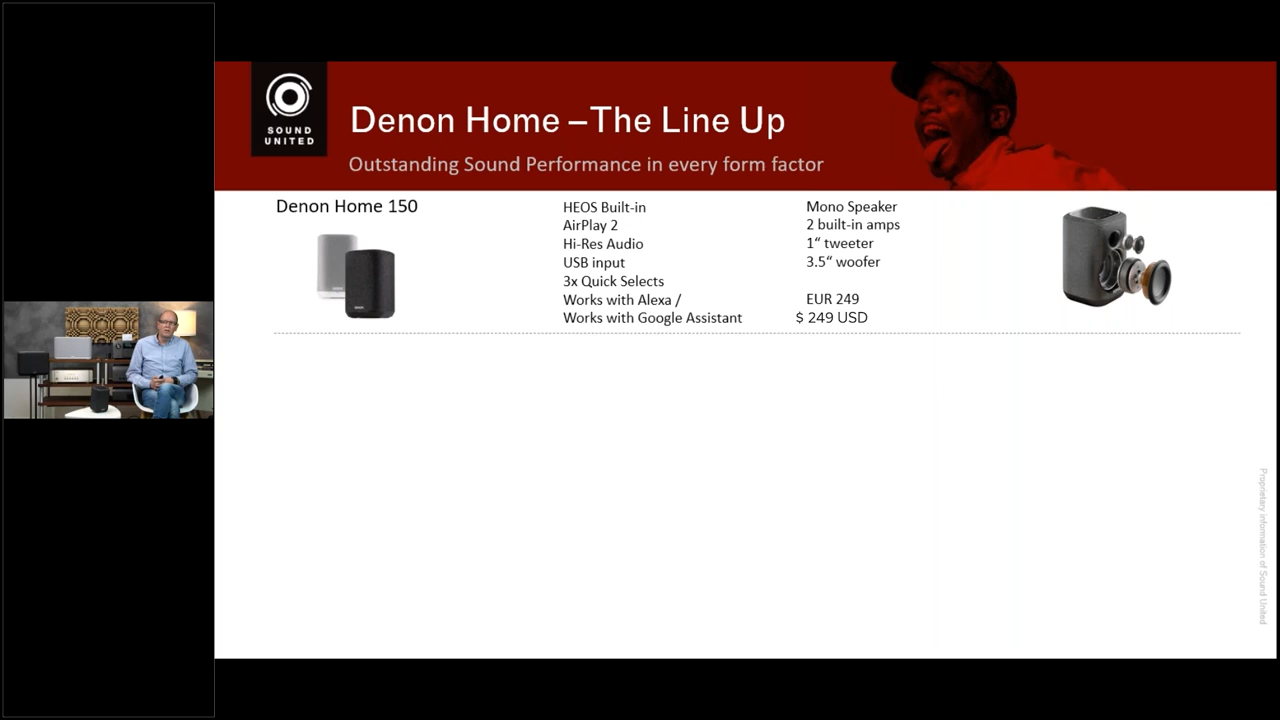 SOUND
UNITED
Denon Home –The Line Up
Outstanding Sound Performance in every form factor
Denon Home 150
HEOS Built-in
AirPlay 2
Hi-Res Audio
USB input
3x Quick Selects
Works with Alexa /
Works with Google Assistant
Mono Speaker
2 built-in amps
1“ tweeter
3.5“ woofer
EUR 249
$ 249 USD
DENON
Proprietary information of Sound United